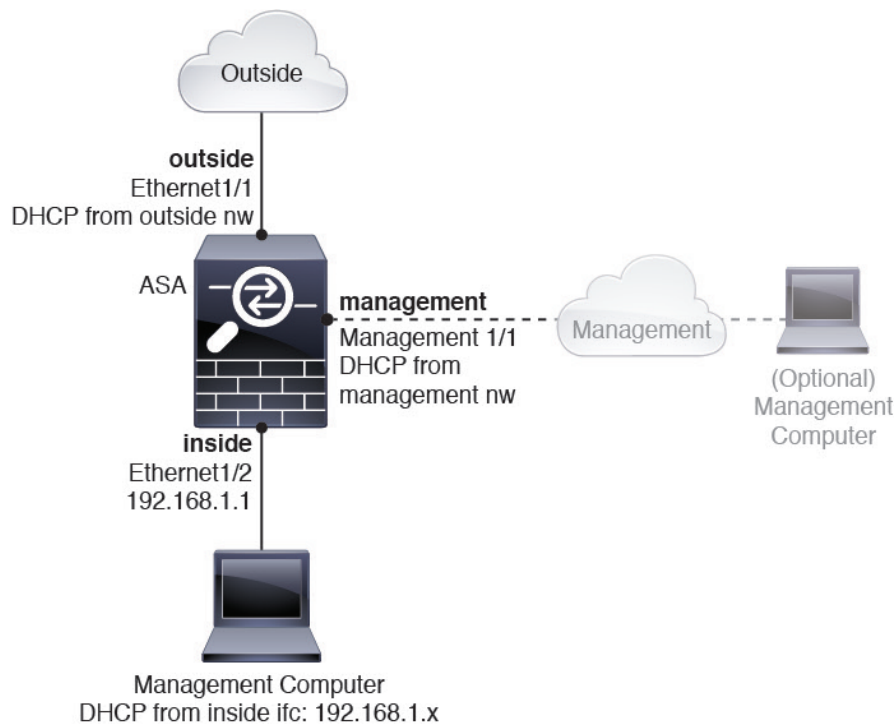 Outside
outside
Ethernet1/1
DHCP from outside nw
ASA
management
Management 1/1
DHCP from
management nw
Management
(Optional)
Management
Computer
inside
Ethernet1/2
192.168.1.1
Management Computer
DHCP from inside ifc: 192.168.1.x